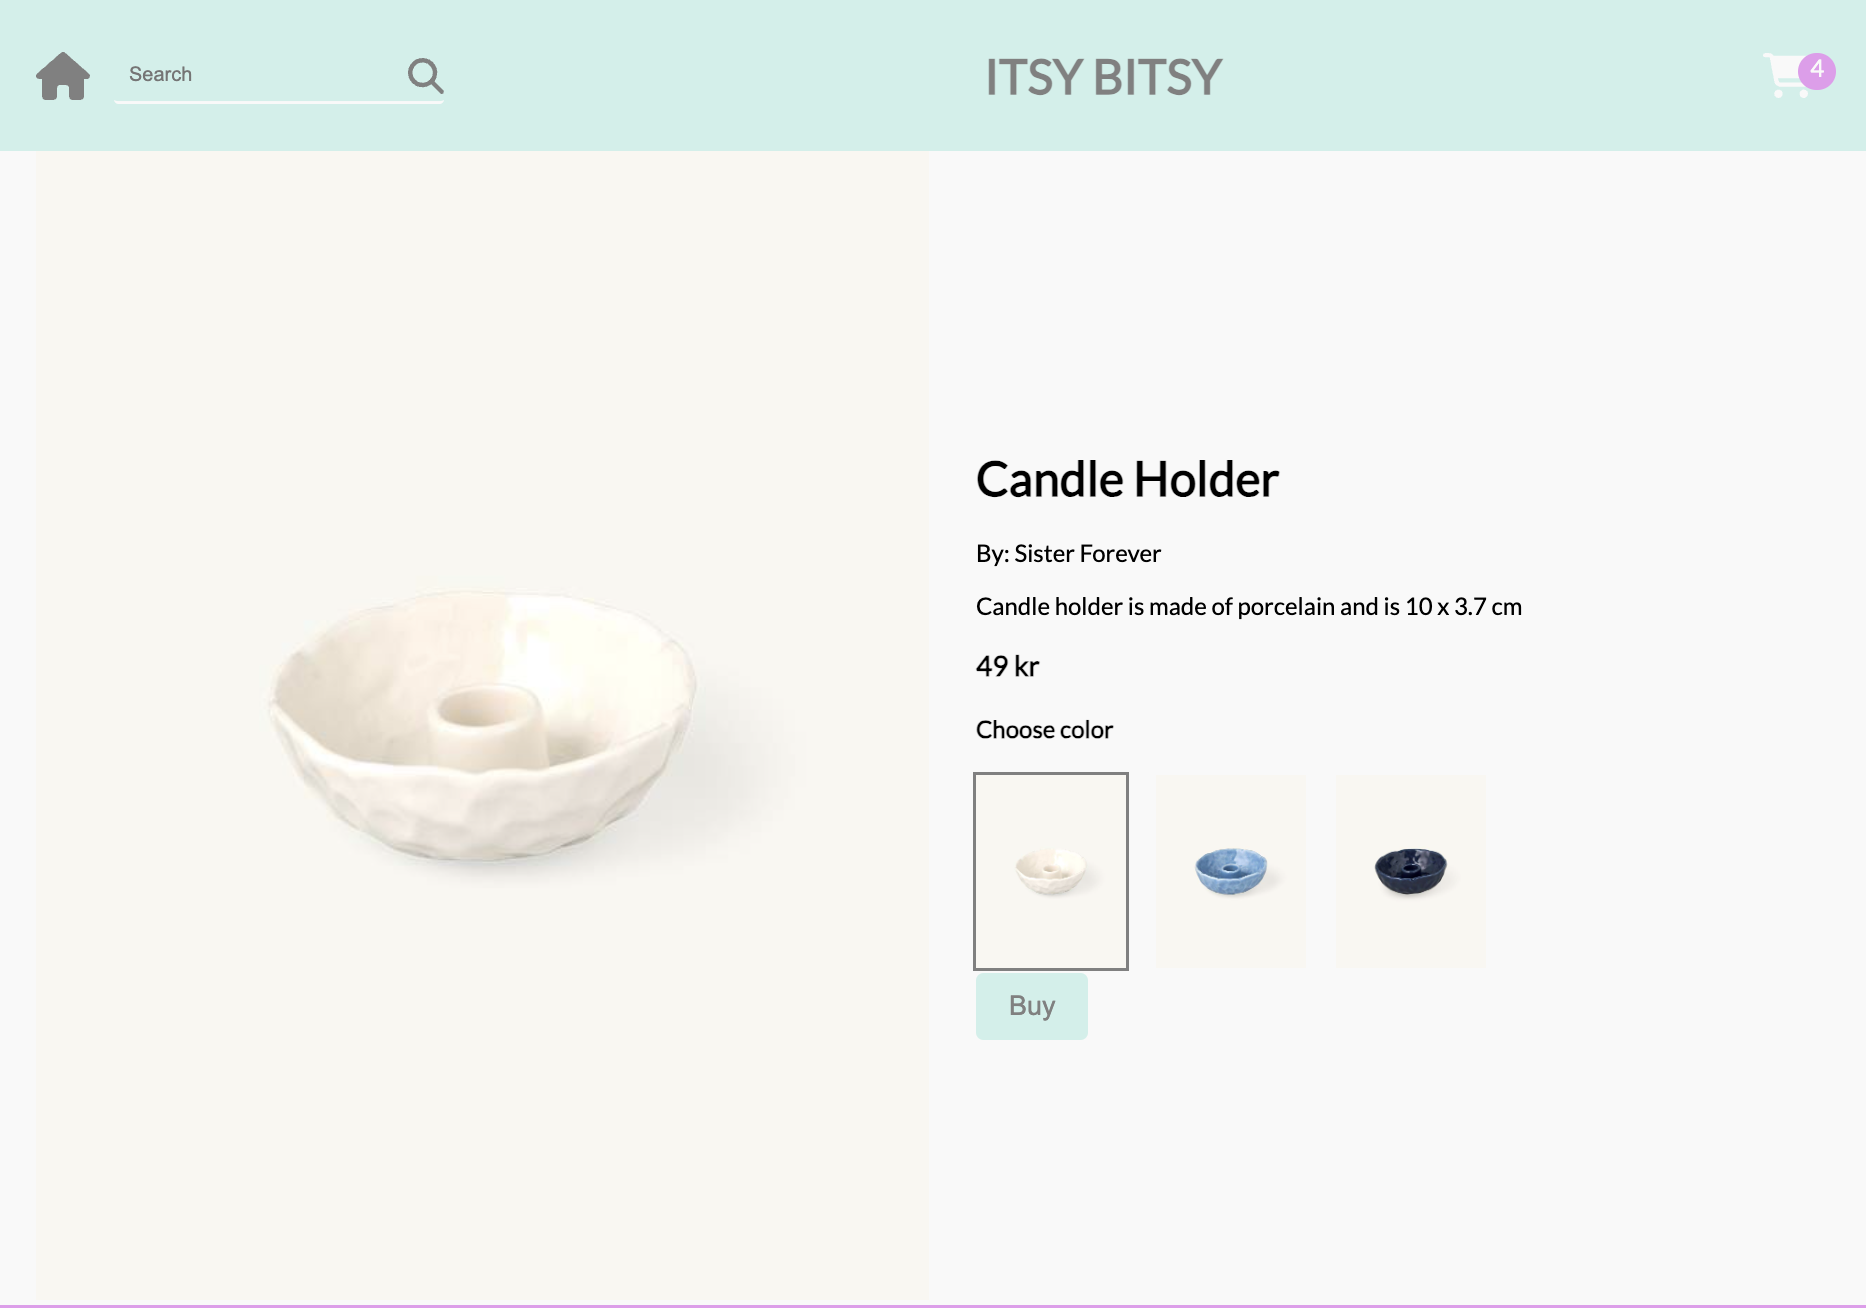 Search
ITSY BITSY
4
Candle Holder
By: Sister Forever
Candle holder is made of porcelain and is 10 x 3.7 cm
49 kr
Choose color
Buy